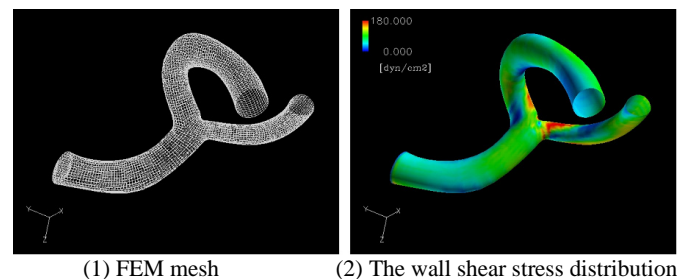 180.000
0.000
[dyn/cm2]
Y X
Z
Y X
Z
(1) FEM mesh
(2) The wall shear stress distribution